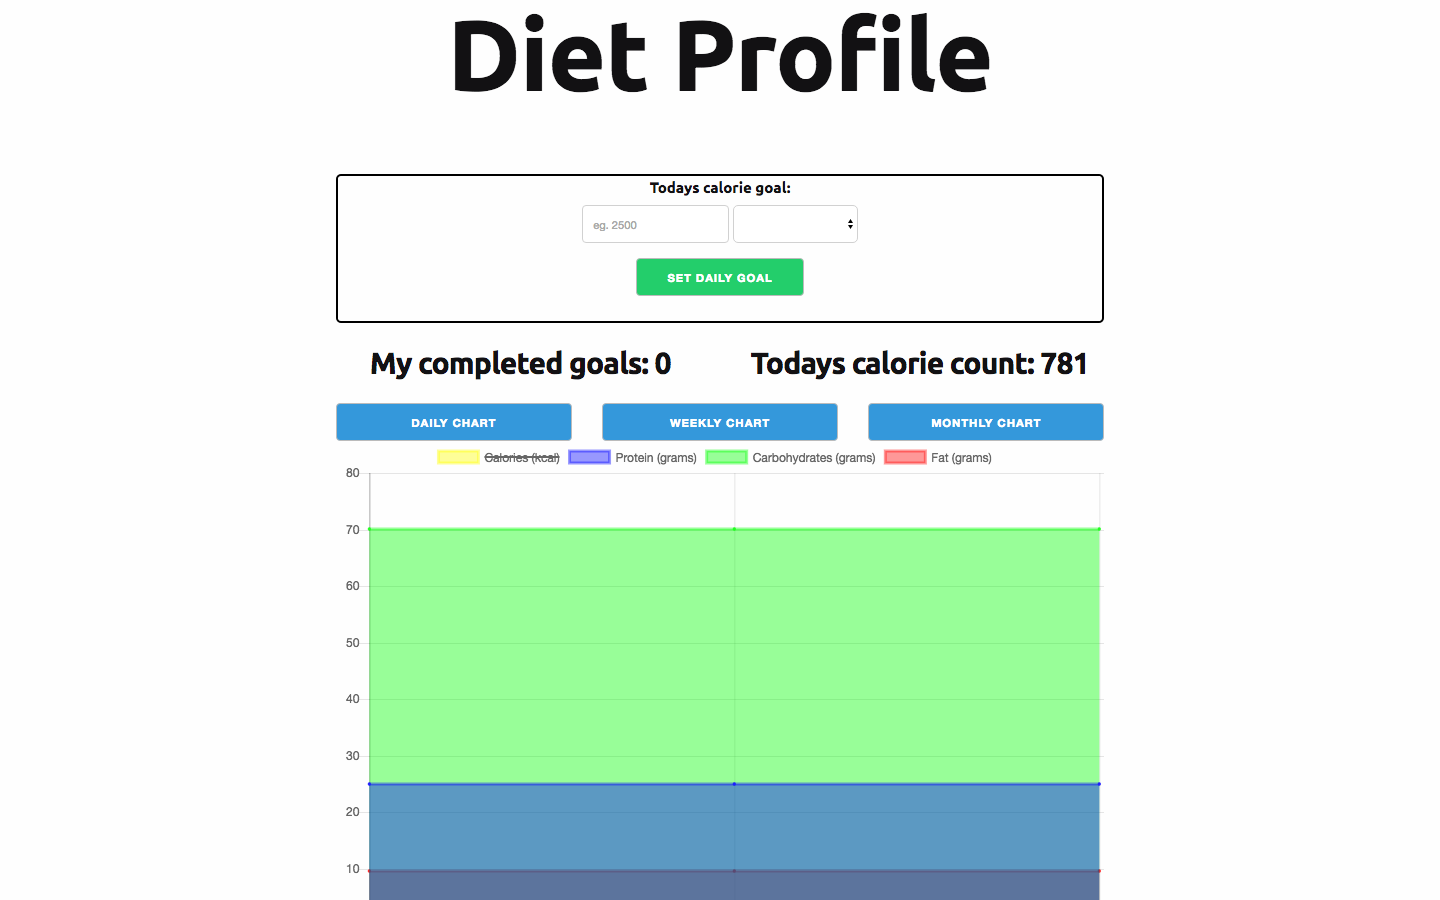 Diet Profile
Todays calorie goal:
eg. 2500
SET DAILY GOAL
My completed goals: 0 Todays calorie count: 781
DAILY CHART WEEKLY CHART MONTHLY CHART
Calories (kcal) Protein (grams) Carbohydrates (grams) Fat (grams)
80
70
60
50
40
30
20
10